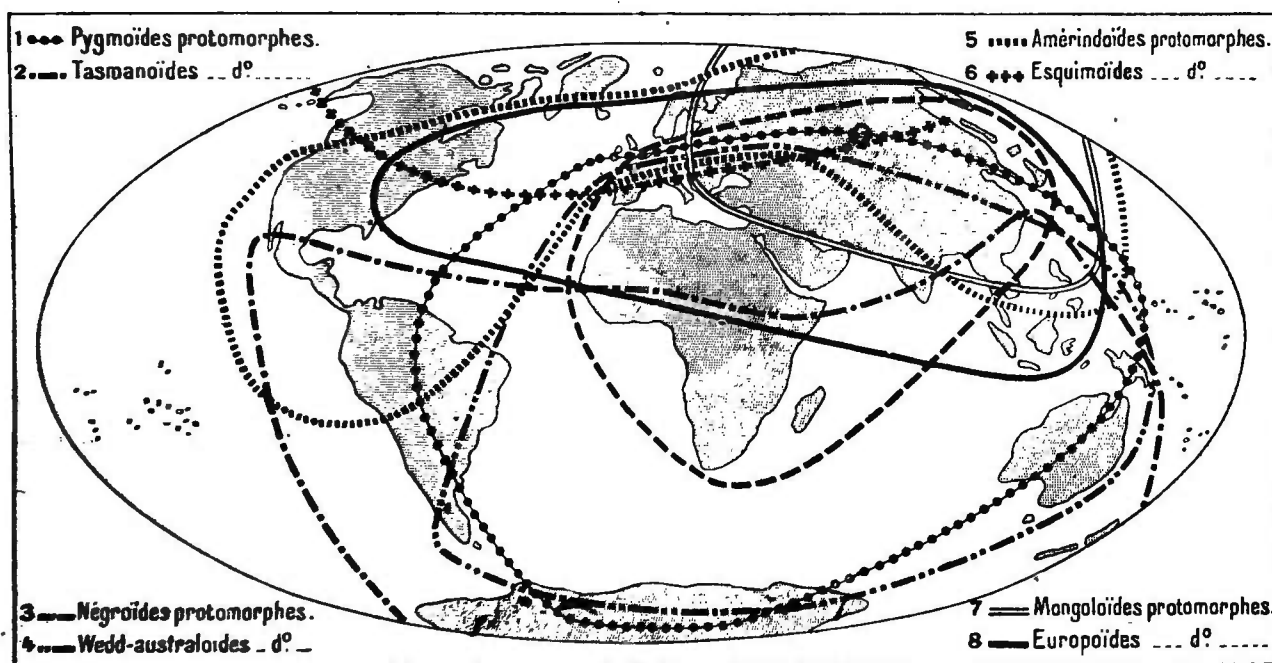 1 Pygmoïdes protomorphes.
2 Tasmanoïdes _ _ d° .......
5 Amérindoïdes protomorphes.
6 Esquimoïdes _ _ _ d° _ _ _ _
3 Négroïdes protomorphes.
4 Wedd-australoïdes _ d° _
7 Mongoloïdes protomorphes.
8 Europoïdes _ _ _ d° _ _ _ _